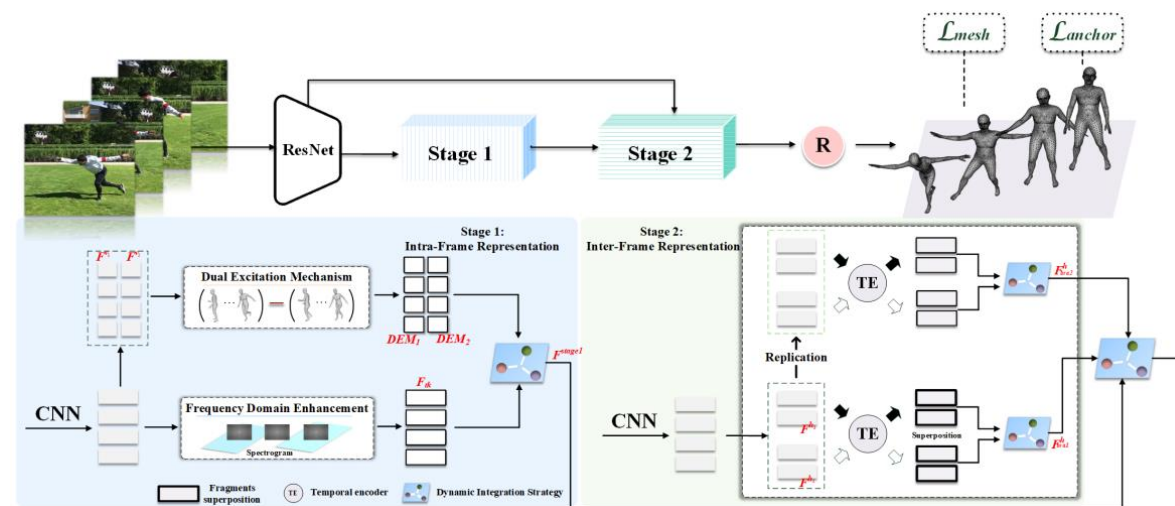 Lmesh
Lanchor
ResNet
Stage 1
Stage 2
R
Stage 1:
Intra-Frame Representation
Dual Excitation Mechanism
DEM1
DEM2
Fstage1
CNN
Frequency Domain Enhancement
Spectrogram
Ftk
Fragments
superposition
TE
Temporal encoder
Dynamic Integration Strategy
Stage 2:
Inter-Frame Representation
TE
Replication
CNN
TE
Superposition